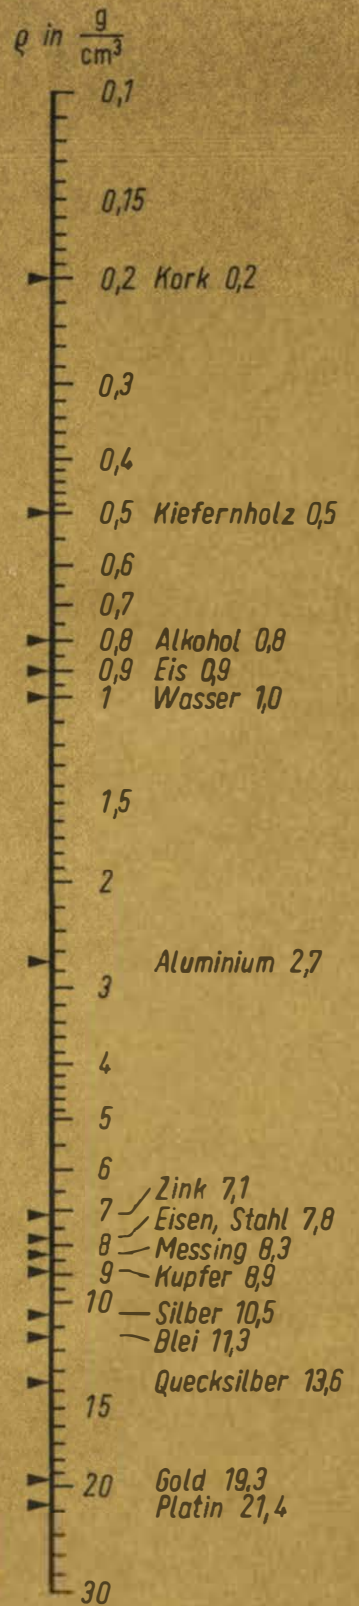 ϱ in g/cm³
0,1
0,15
0,2 Kork 0,2
0,3
0,4
0,5 Kiefernholz 0,5
0,6
0,7
0,8 Alkohol 0,8
0,9 Eis 0,9
1 Wasser 1,0
1,5
2
Aluminium 2,7
3
4
5
6
7 Zink 7,1
Eisen, Stahl 7,8
8 Messing 8,3
9 Kupfer 8,9
10 Silber 10,5
Blei 11,3
Quecksilber 13,6
15
20 Gold 19,3
Platin 21,4
30